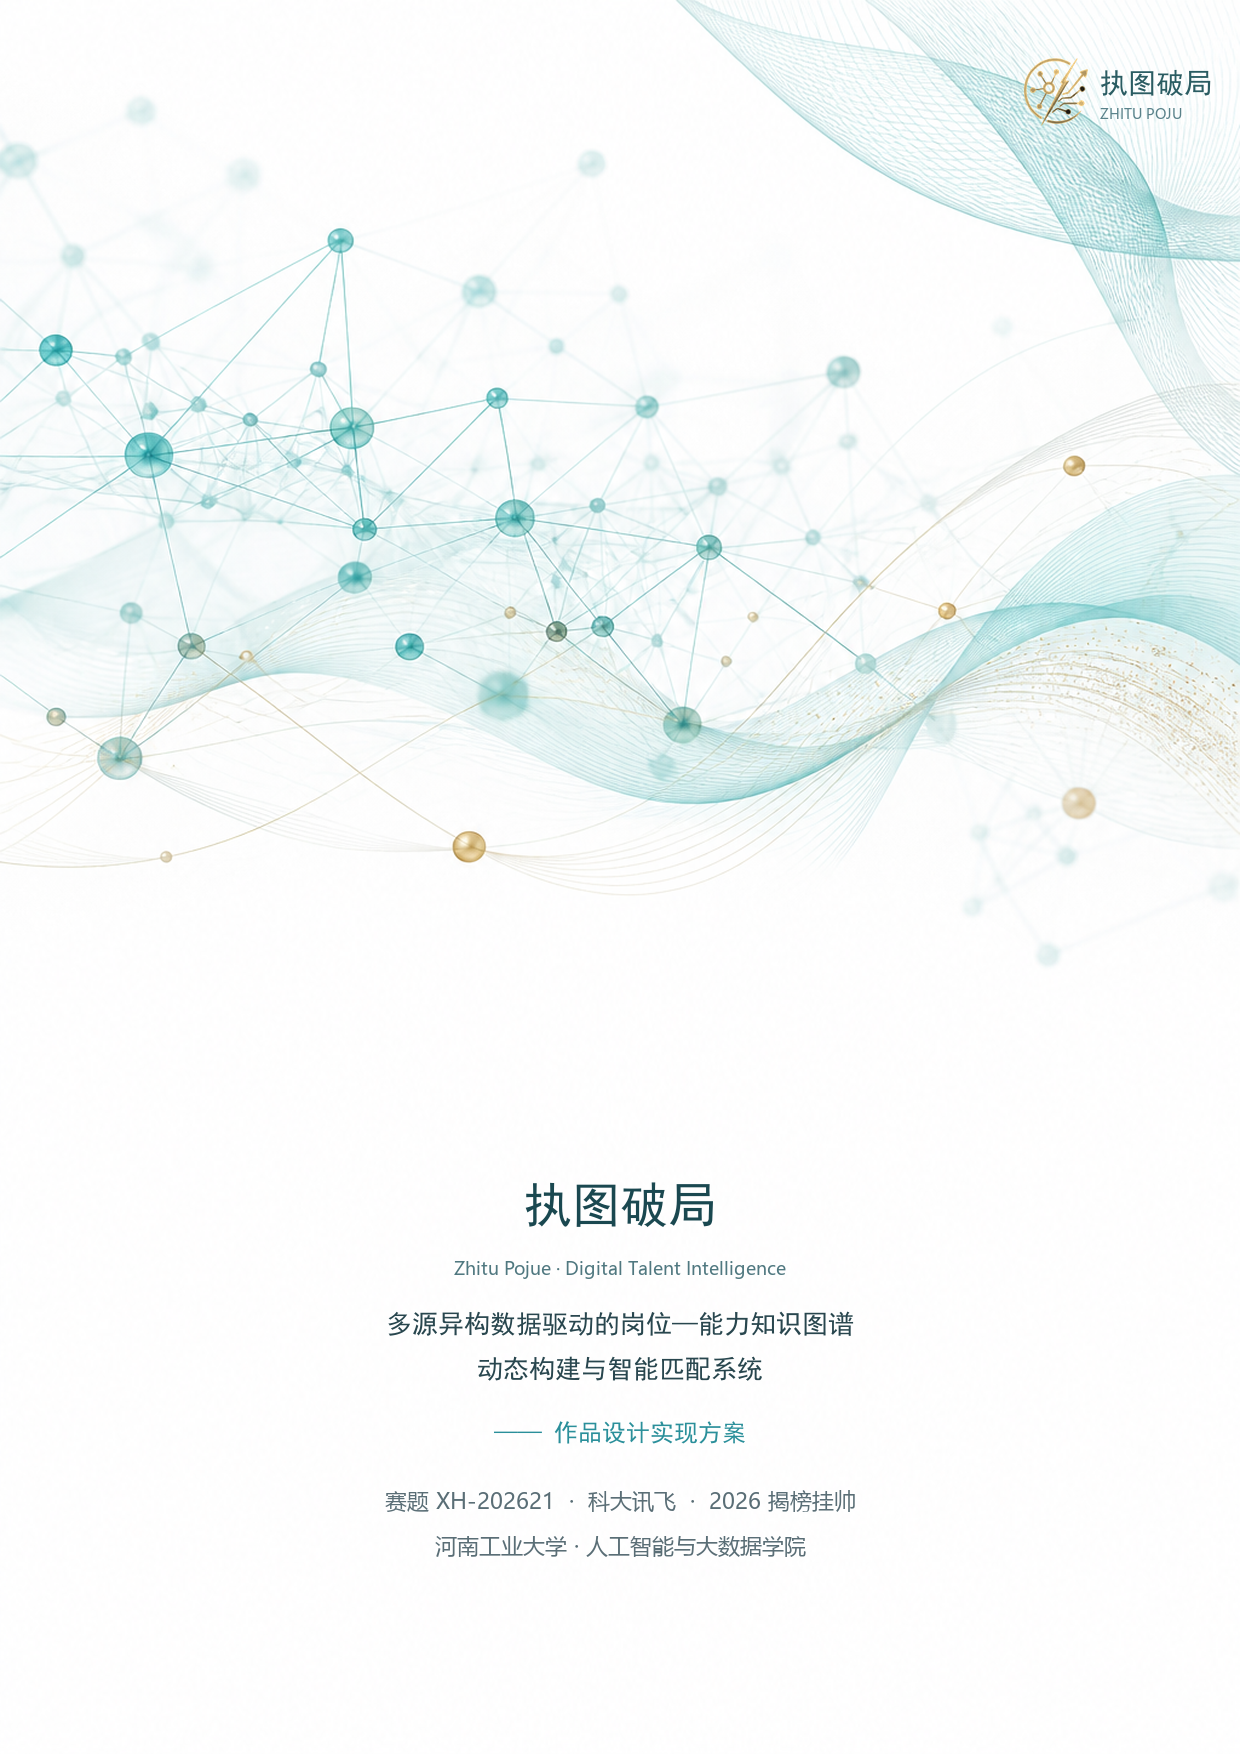 执图破局
ZHITU POJU
执图破局
Zhitu Pojue · Digital Talent Intelligence
多源异构数据驱动的岗位—能力知识图谱
动态构建与智能匹配系统
—— 作品设计实现方案
赛题 XH-202621 · 科大讯飞 · 2026 揭榜挂帅
河南工业大学 · 人工智能与大数据学院